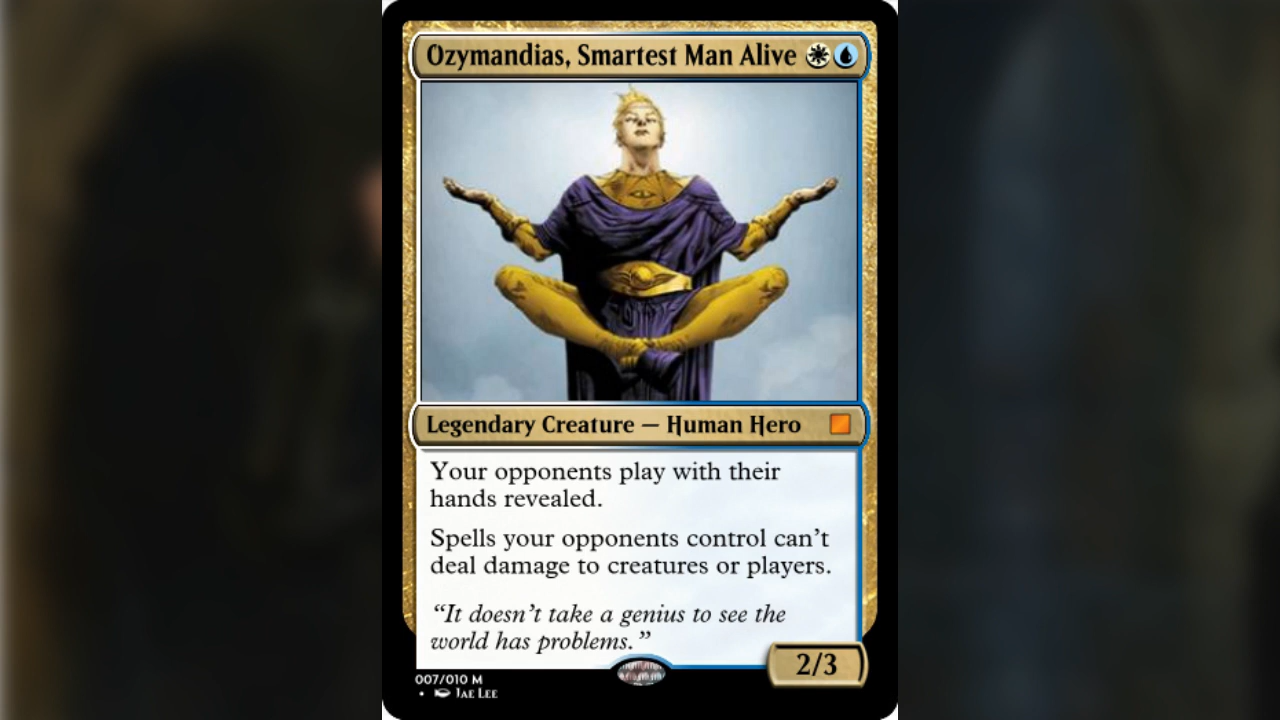 Ozymandias, Smartest Man Alive
Legendary Creature — Human Hero
Your opponents play with their
hands revealed.
Spells your opponents control can’t
deal damage to creatures or players.
“It doesn’t take a genius to see the
world has problems.”
2/3
007/010 M
• Jae Lee